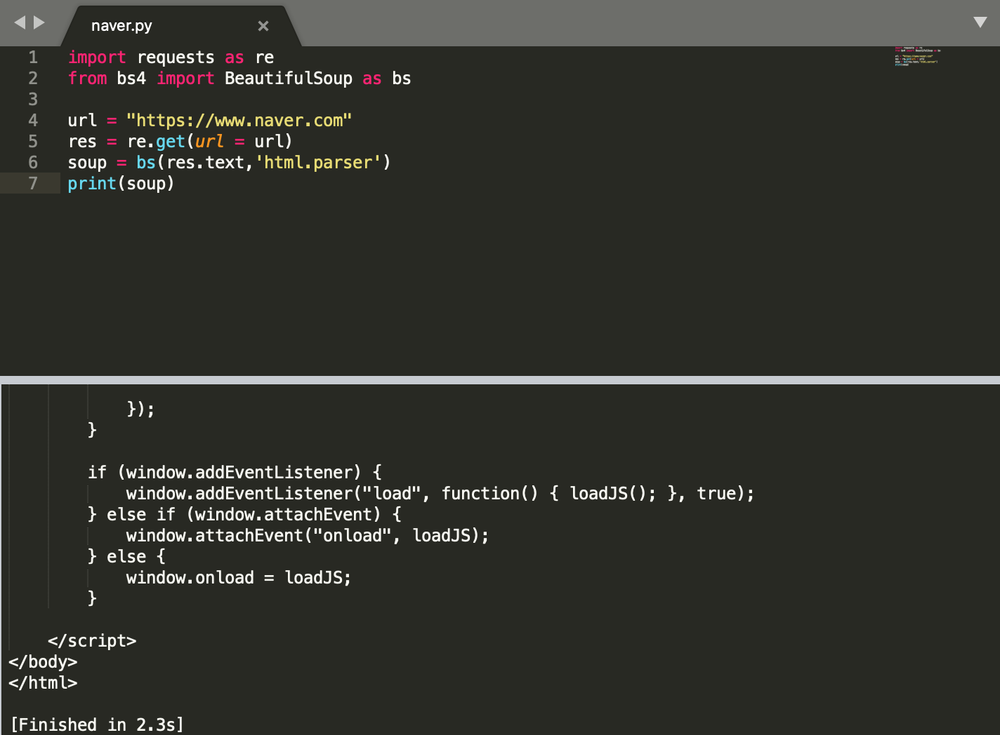 naver.py
1 import requests as re
2 from bs4 import BeautifulSoup as bs
3
4 url = "https://www.naver.com"
5 res = re.get(url = url)
6 soup = bs(res.text,'html.parser')
7 print(soup)
});
}
if (window.addEventListener) {
window.addEventListener("load", function() { loadJS(); }, true);
} else if (window.attachEvent) {
window.attachEvent("onload", loadJS);
} else {
window.onload = loadJS;
}
</script>
</body>
</html>
[Finished in 2.3s]